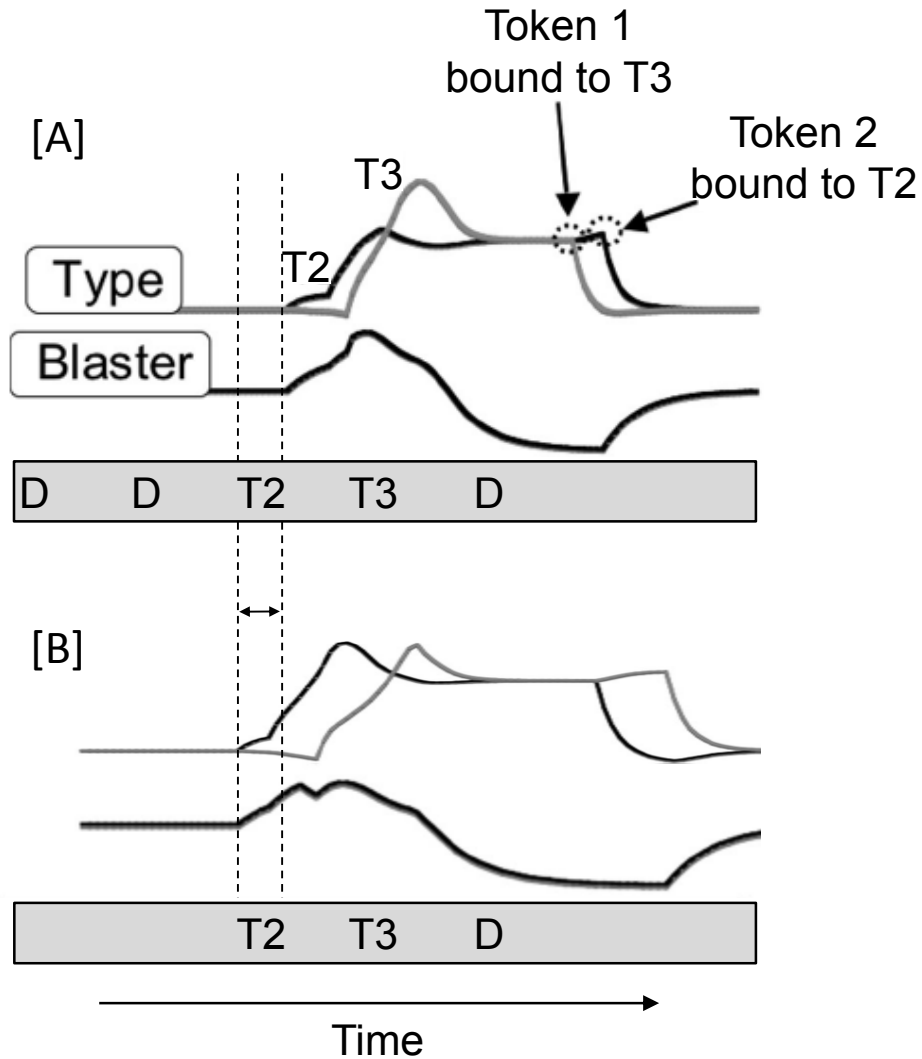 Token 1
bound to T3
[A]
Token 2
bound to T2
T3
T2
Type
Blaster
D D T2 T3 D
[B]
T2 T3 D
Time